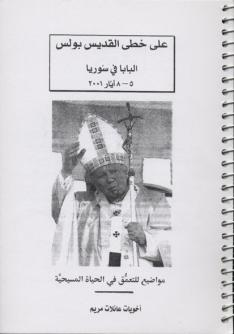 على خطى القديس بولس
البابا في سوريا
٥ - ٨ أيار ٢٠٠١
مواضيع للتعمّق في الحياة المسيحيّة
أخويات عائلات مريم